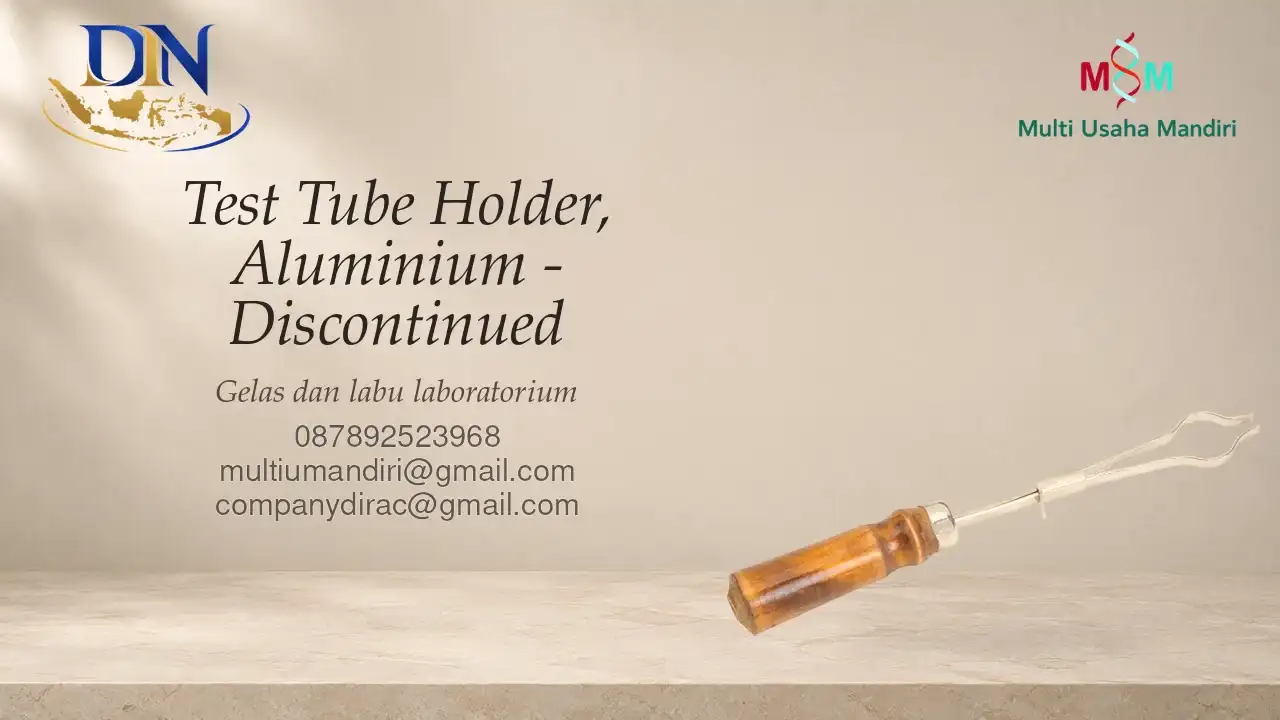 DIN
MSM
Multi Usaha Mandiri
Test Tube Holder,
Aluminium -
Discontinued
Gelas dan labu laboratorium
087892523968
multiumandiri@gmail.com
companydirac@gmail.com